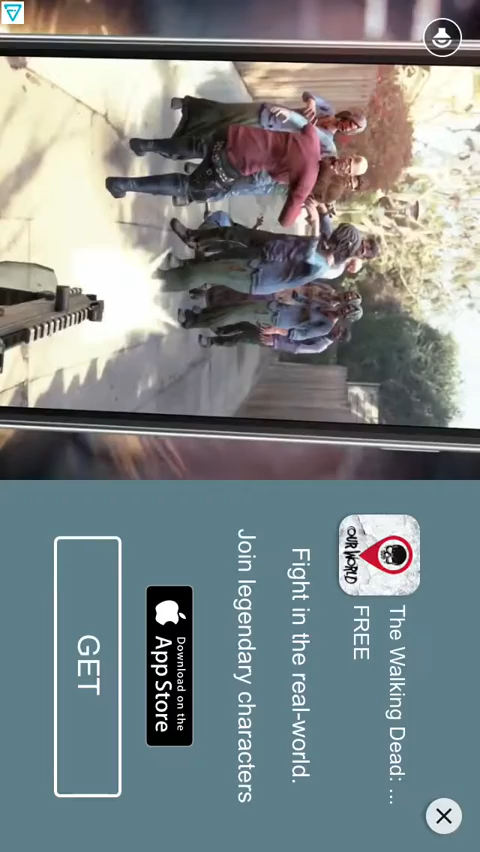 The Walking Dead: ...
FREE
OUR WORLD
Fight in the real-world.
Join legendary characters
Download on the
App Store
GET